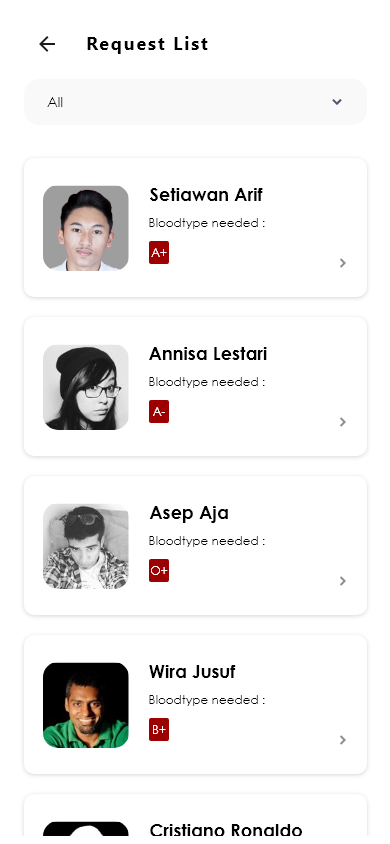 Request List
All
Setiawan Arif
Bloodtype needed :
A+
Annisa Lestari
Bloodtype needed :
A-
Asep Aja
Bloodtype needed :
O+
Wira Jusuf
Bloodtype needed :
B+
Cristiano Ronaldo